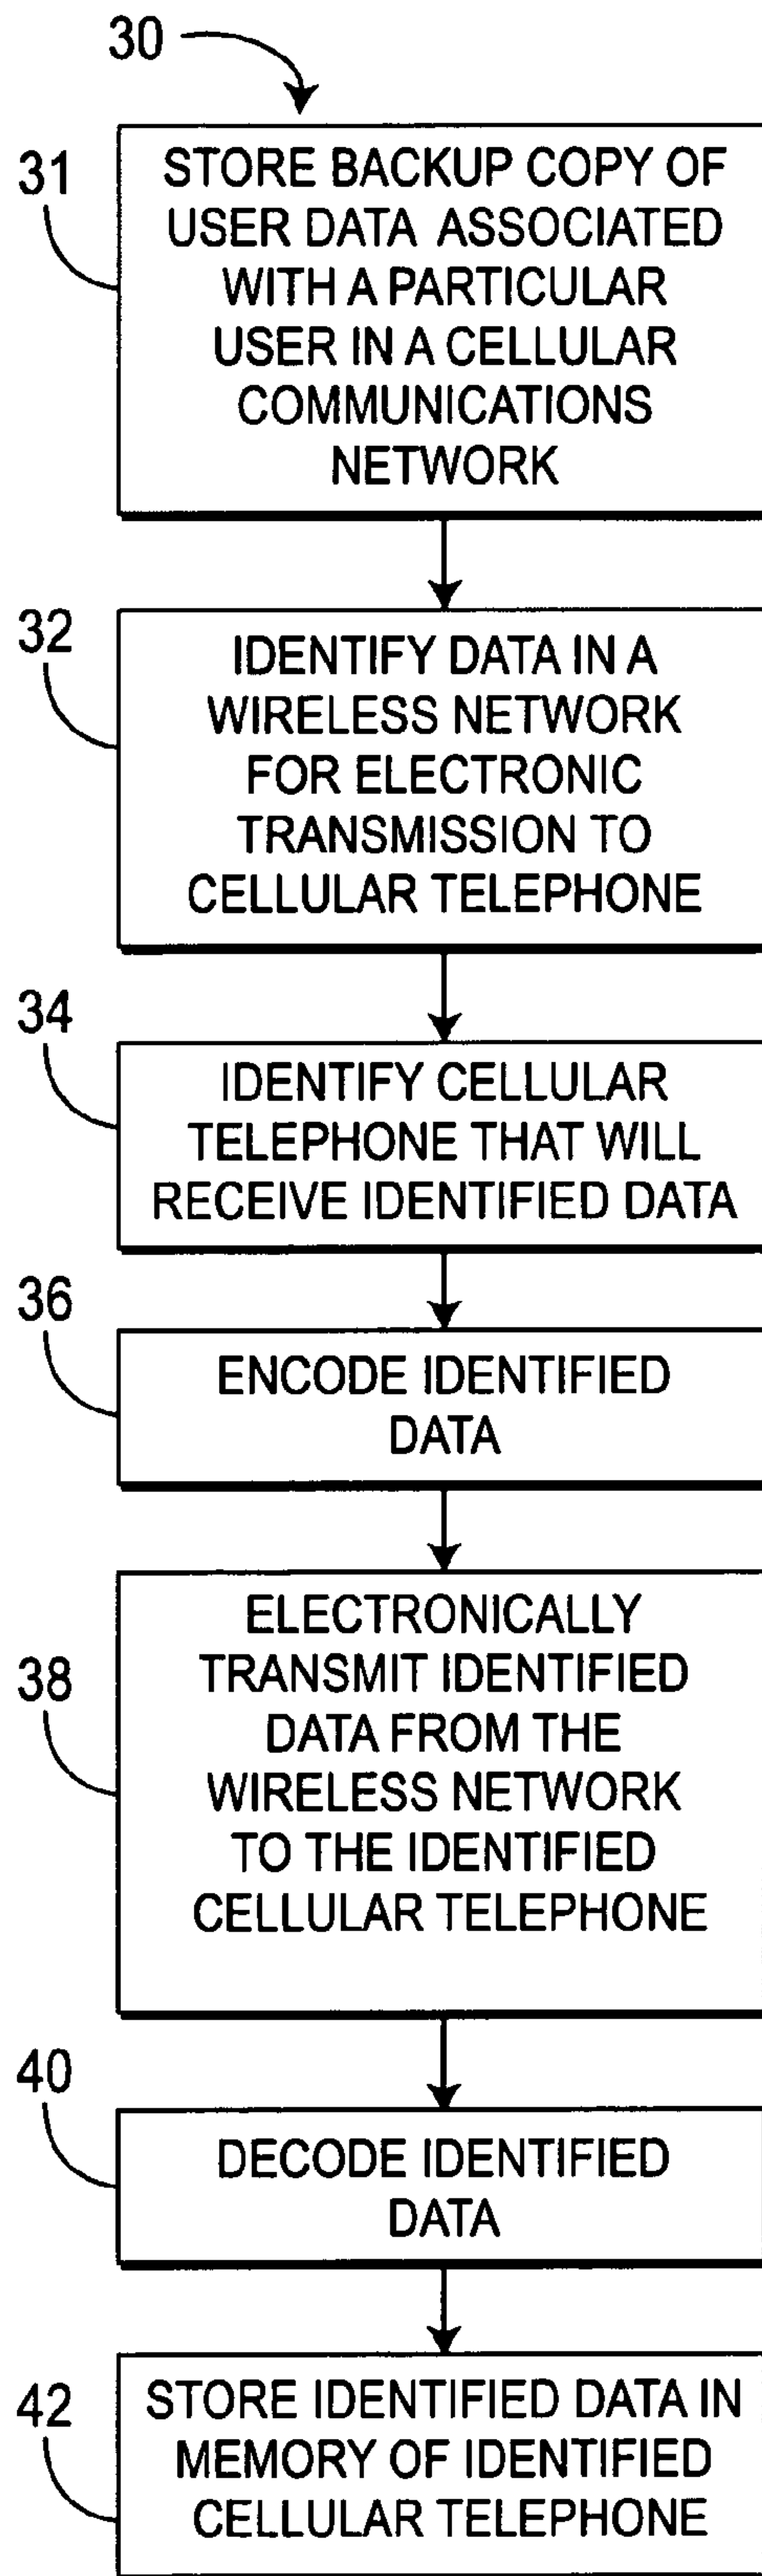 30
31
STORE BACKUP COPY OF
USER DATA ASSOCIATED
WITH A PARTICULAR
USER IN A CELLULAR
COMMUNICATIONS
NETWORK
32
IDENTIFY DATA IN A
WIRELESS NETWORK
FOR ELECTRONIC
TRANSMISSION TO
CELLULAR TELEPHONE
34
IDENTIFY CELLULAR
TELEPHONE THAT WILL
RECEIVE IDENTIFIED DATA
36
ENCODE IDENTIFIED
DATA
38
ELECTRONICALLY
TRANSMIT IDENTIFIED
DATA FROM THE
WIRELESS NETWORK
TO THE IDENTIFIED
CELLULAR TELEPHONE
40
DECODE IDENTIFIED
DATA
42
STORE IDENTIFIED DATA IN
MEMORY OF IDENTIFIED
CELLULAR TELEPHONE